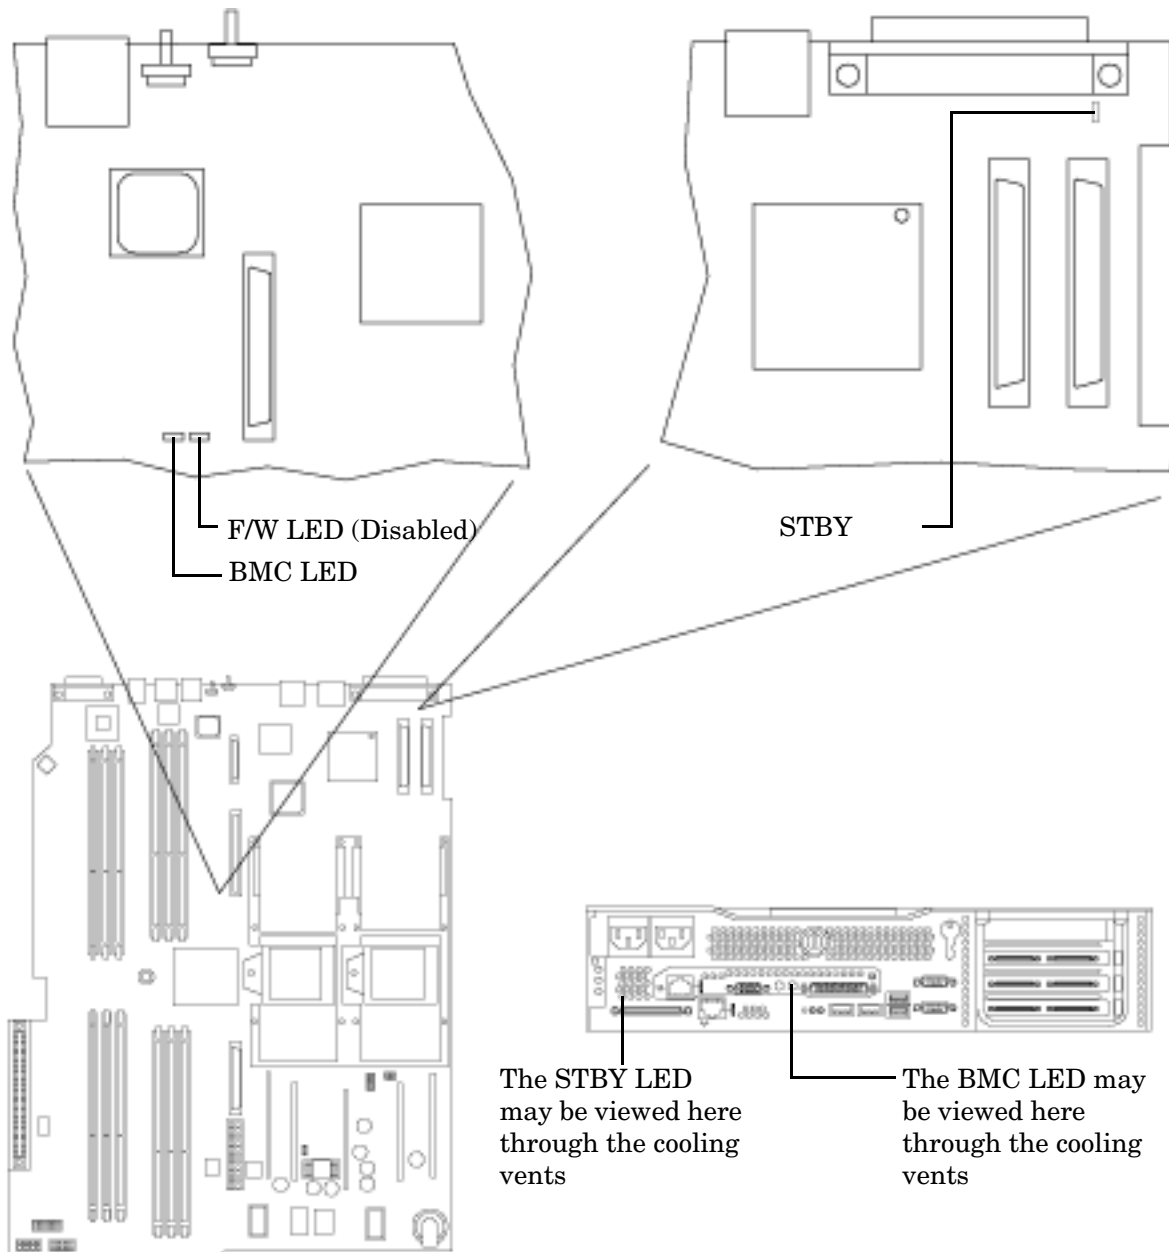 F/W LED (Disabled)
BMC LED
STBY
The STBY LED
may be viewed here
through the cooling
vents
The BMC LED may
be viewed here
through the cooling
vents